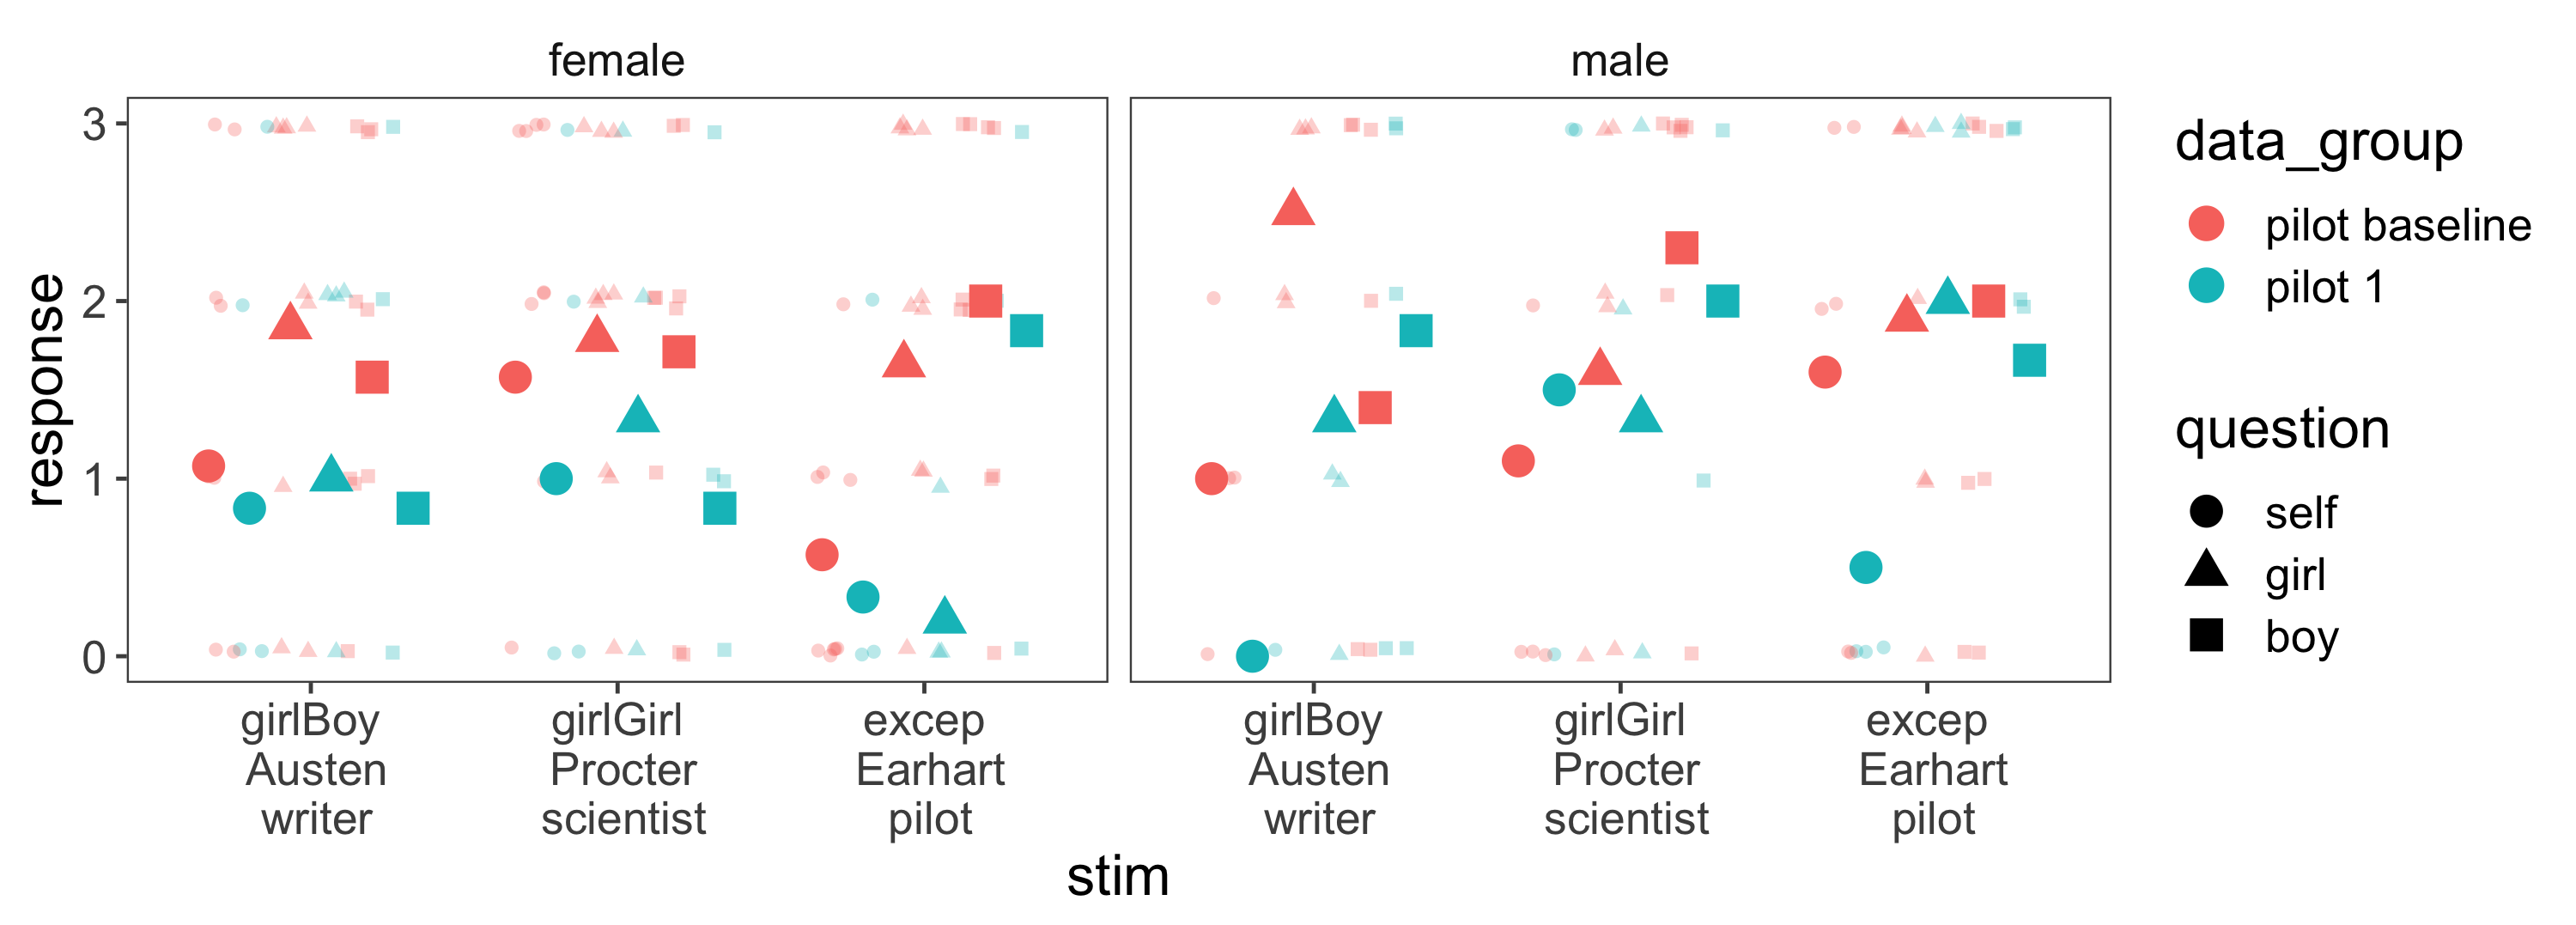 female
male
response
3
2
1
0
girlBoy
Austen
writer
girlGirl
Procter
scientist
excep
Earhart
pilot
girlBoy
Austen
writer
girlGirl
Procter
scientist
excep
Earhart
pilot
stim
data_group
pilot baseline
pilot 1
question
self
girl
boy